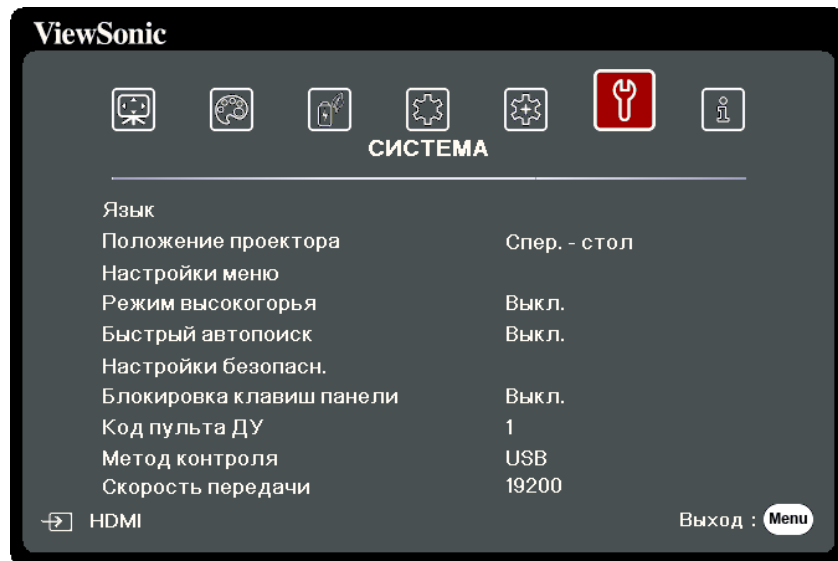 ViewSonic
СИСТЕМА
Язык
Положение проектора Спер. - стол
Настройки меню
Режим высокогорья Выкл.
Быстрый автопоиск Выкл.
Настройки безопасн.
Блокировка клавиш панели Выкл.
Код пульта ДУ 1
Метод контроля USB
Скорость передачи 19200
HDMI Выход : Menu